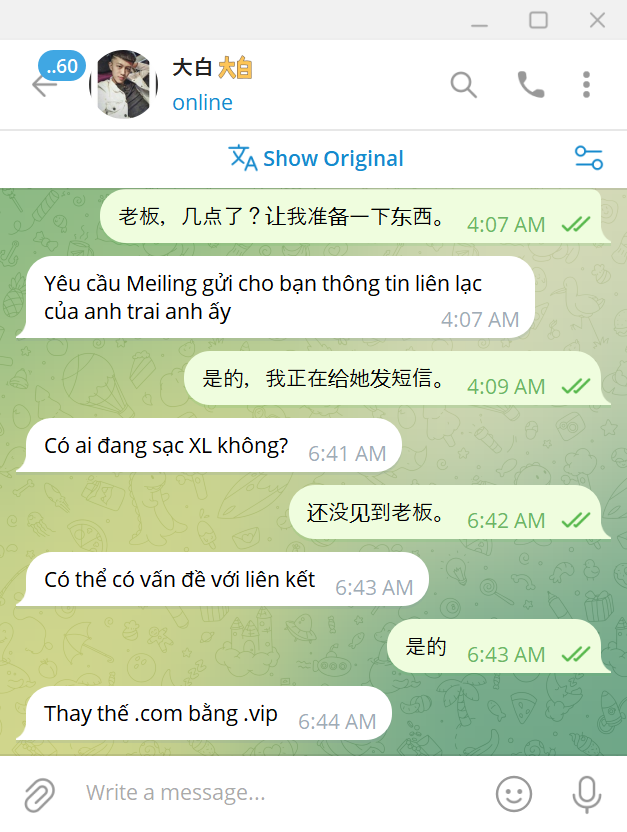 ..60
大白 大白
online
Show Original
老板，几点了？让我准备一下东西。 4:07 AM
Yêu cầu Meiling gửi cho bạn thông tin liên lạc
của anh trai anh ấy 4:07 AM
是的，我正在给她发短信。 4:09 AM
Có ai đang sạc XL không? 6:41 AM
还没见到老板。 6:42 AM
Có thể có vấn đề với liên kết 6:43 AM
是的 6:43 AM
Thay thế .com bằng .vip 6:44 AM
Write a message...